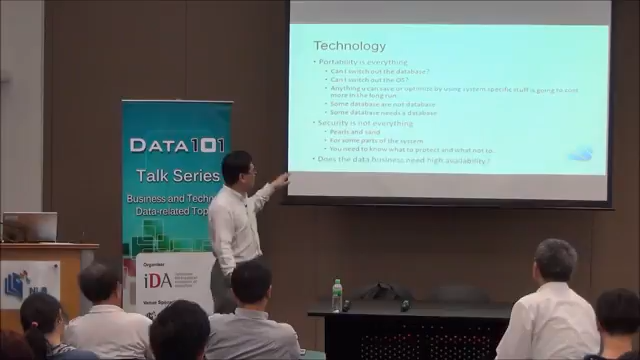 Technology
Portability is everything
Can I switch out the database?
Can I switch out the OS?
Anything u can save or optimize by using system specific stuff is going to cost
more in the long run
Some database are not database
Some database needs a database
Security is not everything
Pearls and sand
For some parts of the system
You need to know what to protect and what not to.
Does the data business need high availability?
DATA101
Talk Series
Business and Techn
Data-related Top
Organiser
iDA
Venue Sponsor
NLB